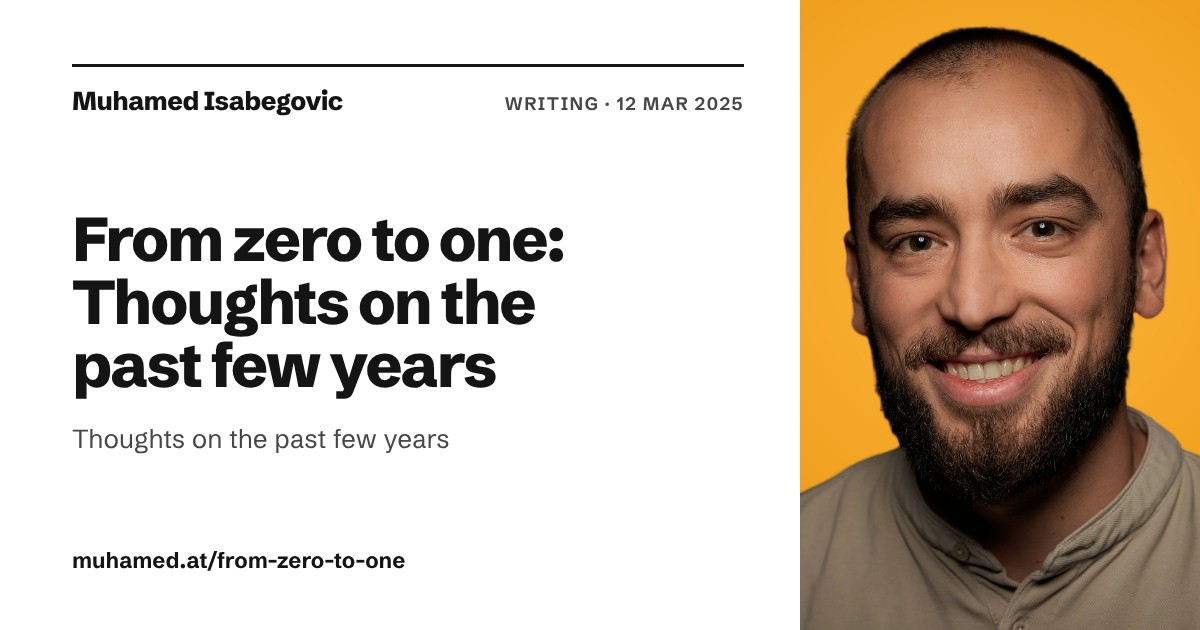 Muhamed Isabegovic
WRITING · 12 MAR 2025
From zero to one:
Thoughts on the
past few years
Thoughts on the past few years
muhamed.at/from-zero-to-one